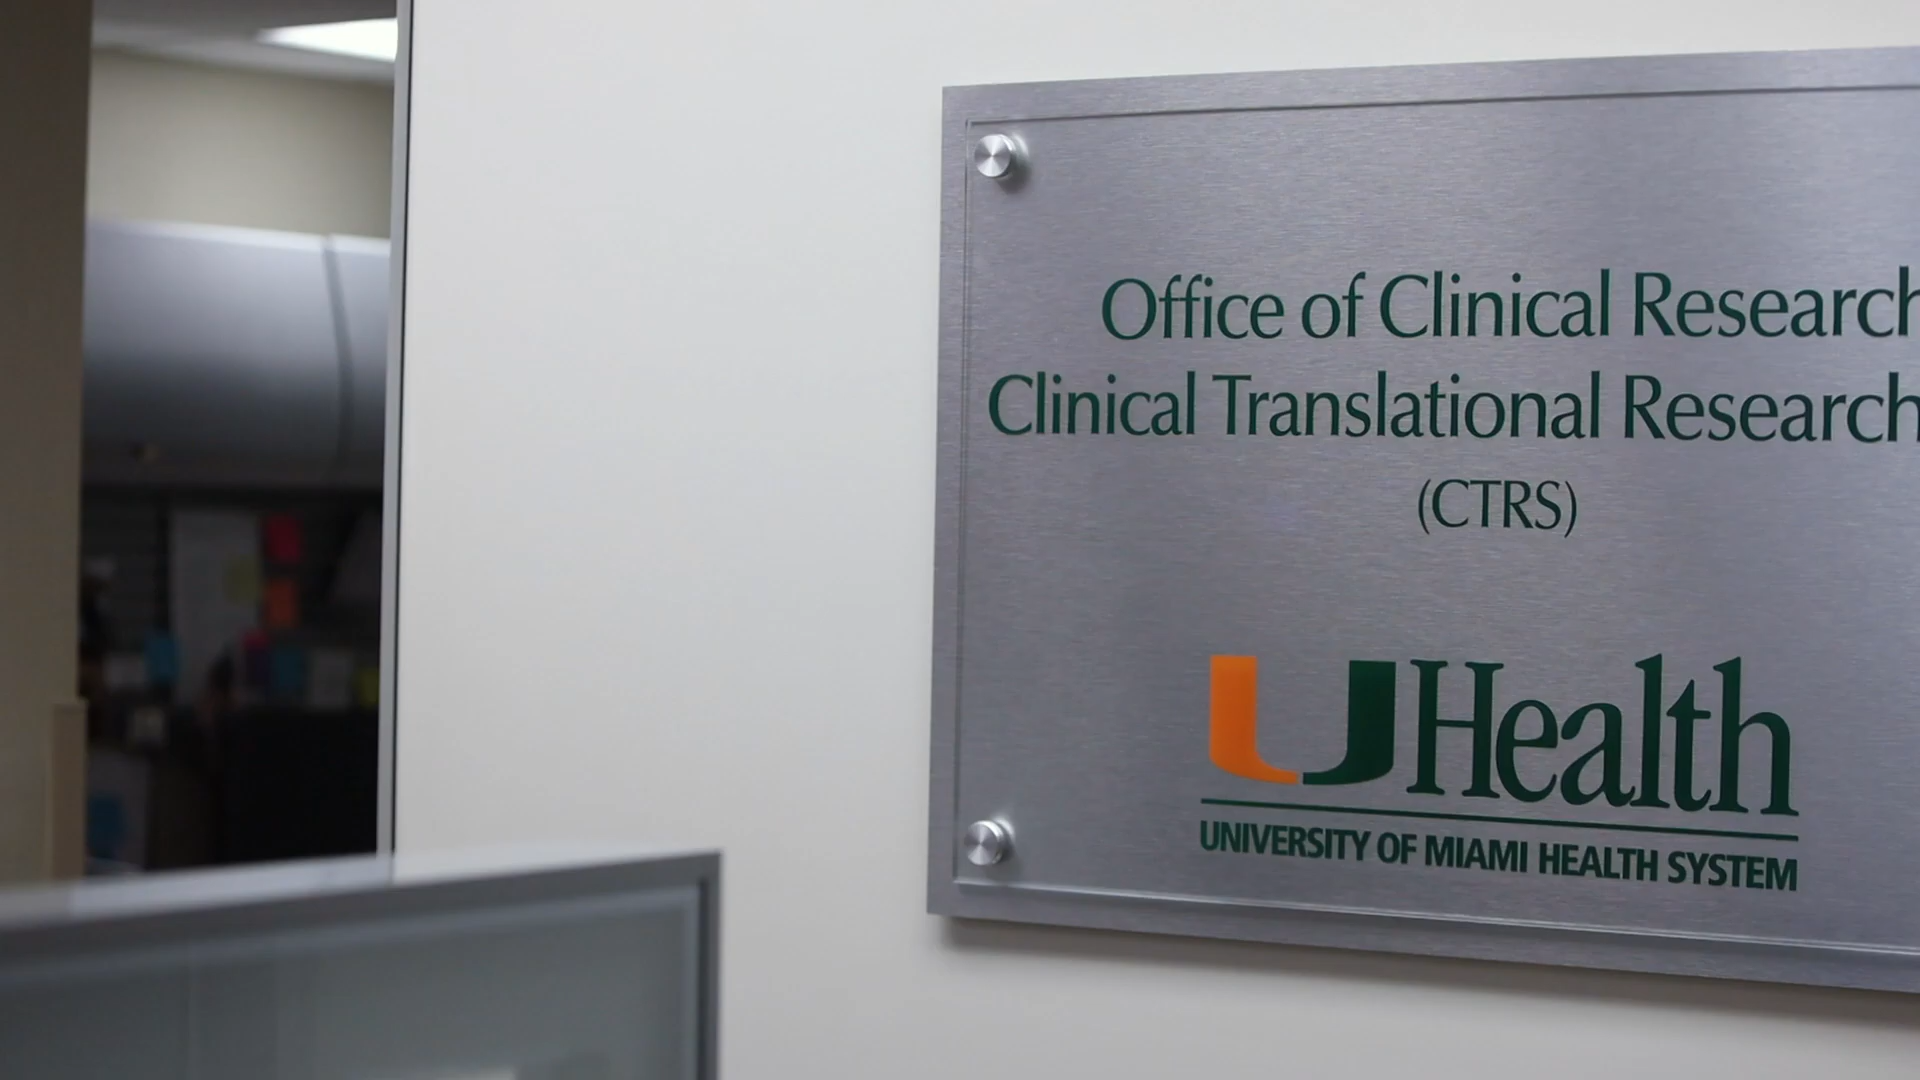 Office of Clinical Research
Clinical Translational Research
(CTRS)
UHealth
UNIVERSITY OF MIAMI HEALTH SYSTEM